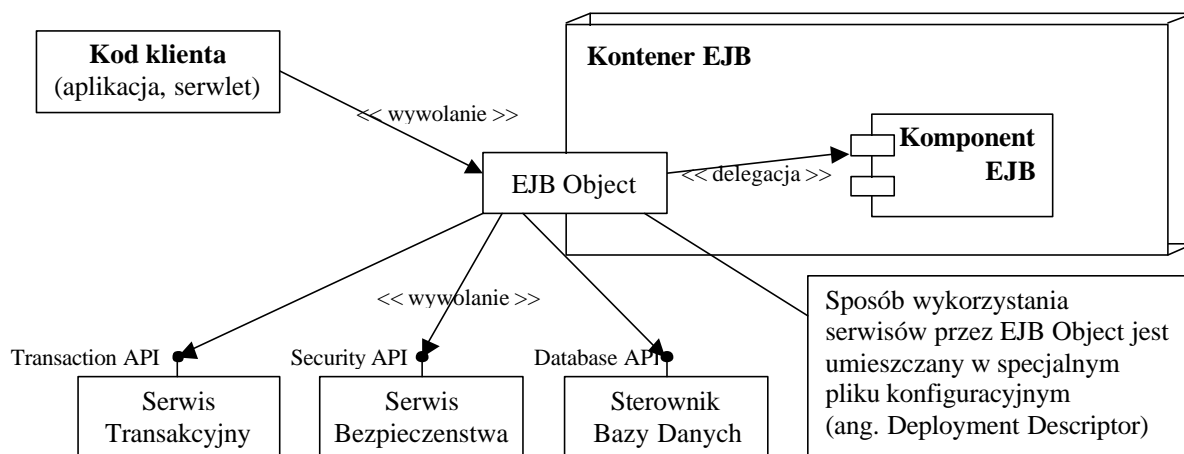 Kod klienta
(aplikacja, serwlet)
Kontener EJB
<< wywolanie >>
Komponent
EJB
EJB Object
<< delegacja >>
<< wywolanie >>
Sposób wykorzystania
serwisów przez EJB Object jest
umieszczany w specjalnym
pliku konfiguracyjnym
(ang. Deployment Descriptor)
Transaction API
Security API
Database API
Serwis
Transakcyjny
Serwis
Bezpieczenstwa
Sterownik
Bazy Danych